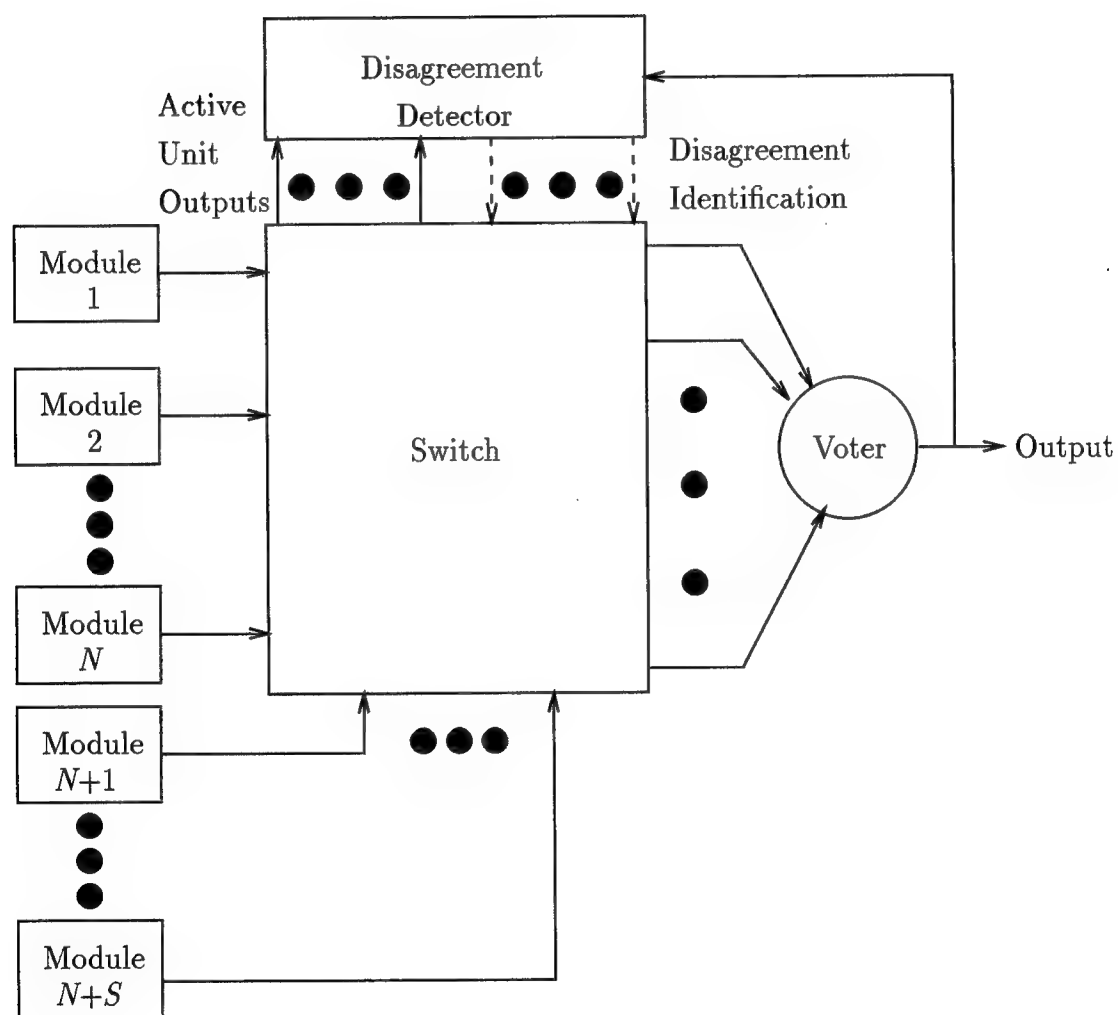 Disagreement
Detector
Active
Unit
Outputs
Disagreement
Identification
Module
1
Module
2
Switch
Voter
Output
Module
N
Module
N+1
Module
N+S